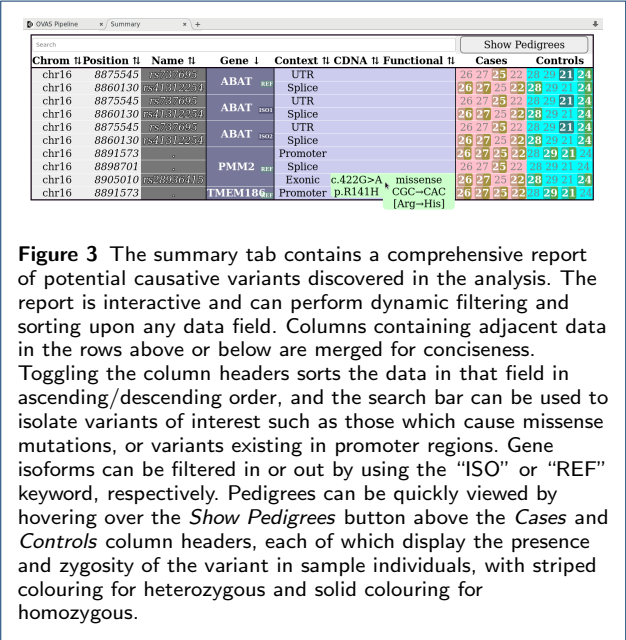 OVAS Pipeline × Summary × +
Search Show Pedigrees
Chrom ⇅ Position ⇅ Name ⇅ Gene ↓ Context ⇅ CDNA ⇅ Functional ⇅ Cases Controls
chr16 8875545 rs737695 ABAT REF UTR 26 27 25 22 28 29 21 24
chr16 8860130 rs41312254 Splice 26 27 25 22 28 29 21 24
chr16 8875545 rs737695 ABAT ISO1 UTR 26 27 25 22 28 29 21 24
chr16 8860130 rs41312254 Splice 26 27 25 22 28 29 21 24
chr16 8875545 rs737695 ABAT ISO2 UTR 26 27 25 22 28 29 21 24
chr16 8860130 rs41312254 Splice 26 27 25 22 28 29 21 24
chr16 8891573 . PMM2 REF Promoter 26 27 25 22 28 29 21 24
chr16 8898701 . Splice 26 27 25 22 28 29 21 24
chr16 8905010 rs28936415 Exonic c.422G>A missense 26 27 25 22 28 29 21 24
chr16 8891573 . TMEM186 REF Promoter p.R141H CGC→CAC 26 27 25 22 28 29 21 24
[Arg→His]
Figure 3 The summary tab contains a comprehensive report
of potential causative variants discovered in the analysis. The
report is interactive and can perform dynamic filtering and
sorting upon any data field. Columns containing adjacent data
in the rows above or below are merged for conciseness.
Toggling the column headers sorts the data in that field in
ascending/descending order, and the search bar can be used to
isolate variants of interest such as those which cause missense
mutations, or variants existing in promoter regions. Gene
isoforms can be filtered in or out by using the “ISO” or “REF”
keyword, respectively. Pedigrees can be quickly viewed by
hovering over the Show Pedigrees button above the Cases and
Controls column headers, each of which display the presence
and zygosity of the variant in sample individuals, with striped
colouring for heterozygous and solid colouring for
homozygous.